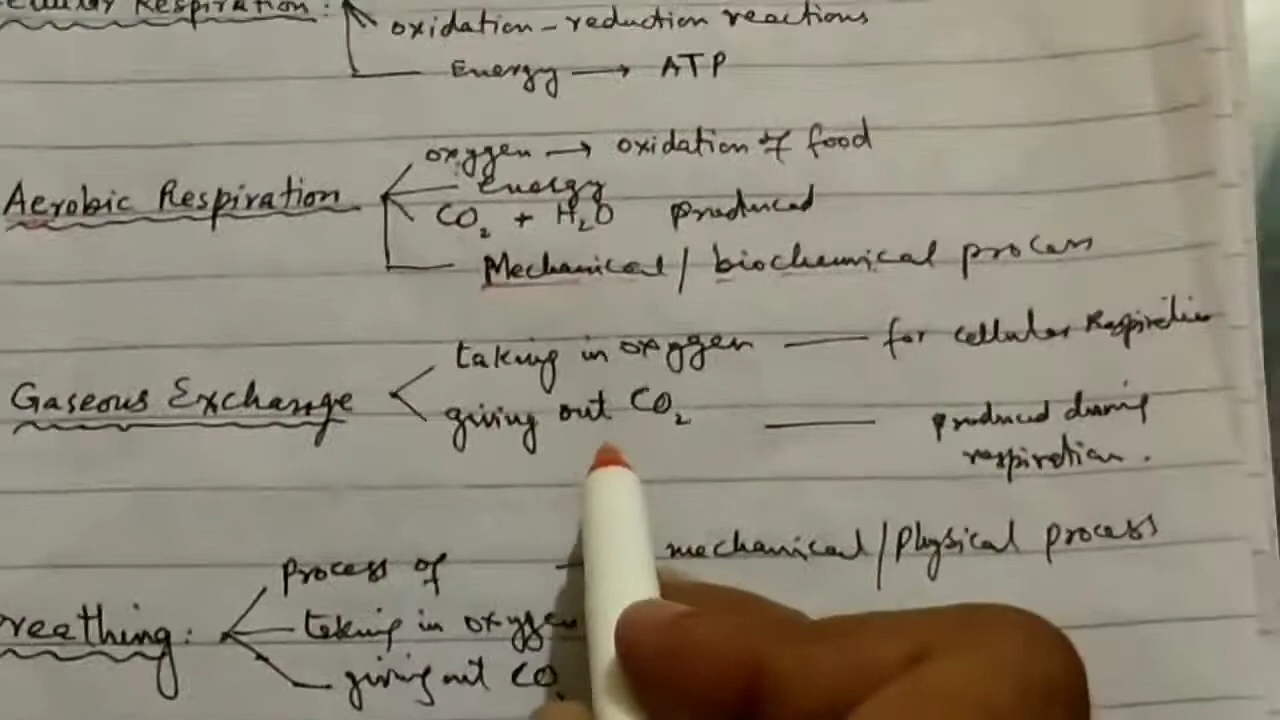 Respiration:
oxidation-reduction reactions
Energy → ATP
oxygen → oxidation of food
Aerobic Respiration
energy
CO2 + H2O produced
Mechanical / biochemical process
taking in oxygen — for cellular Respiration
Gaseous Exchange
giving out CO2 — produced during
respiration.
mechanical/Physical process
Process of
reathing:
taking in oxygen
giving out CO